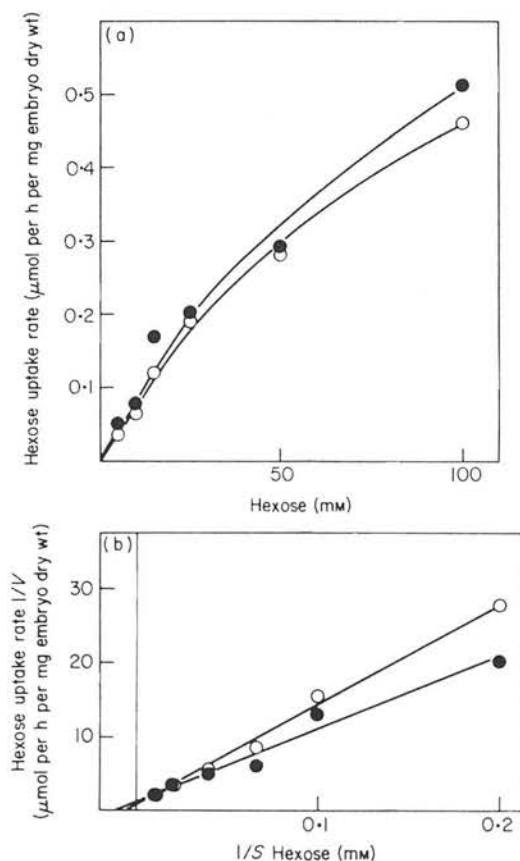 (a)
Hexose uptake rate (μmol per h per mg embryo dry wt)
0·5
0·4
0·3
0·2
0·1
50
100
Hexose (mM)
(b)
Hexose uptake rate 1/V
(μmol per h per mg embryo dry wt)
30
20
10
0·1
0·2
1/S Hexose (mM)